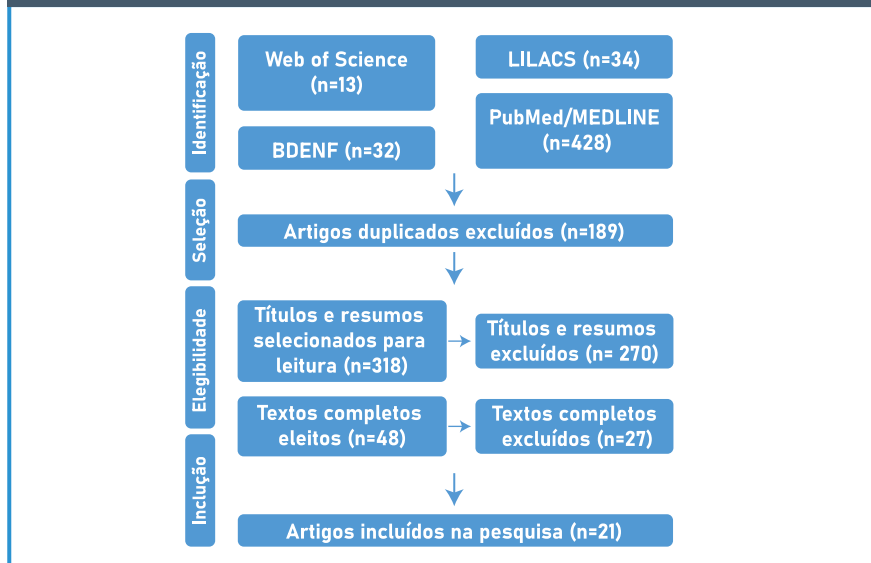 Identificação
Web of Science
(n=13)
LILACS (n=34)
BDENF (n=32)
PubMed/MEDLINE
(n=428)
Seleção
Artigos duplicados excluídos (n=189)
Elegibilidade
Títulos e resumos
selecionados para
leitura (n=318)
Títulos e resumos
excluídos (n= 270)
Textos completos
eleitos (n=48)
Textos completos
excluídos (n=27)
Inclução
Artigos incluídos na pesquisa (n=21)